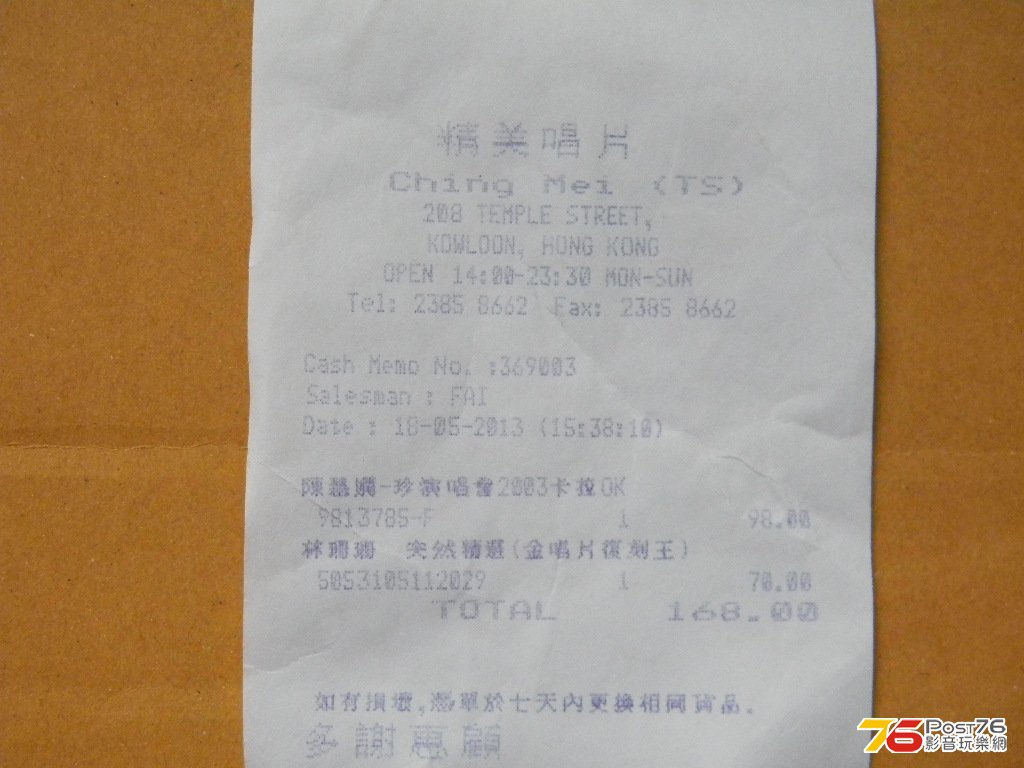 精美唱片
Ching Mei (TS)
208 TEMPLE STREET,
KOWLOON, HONG KONG
OPEN 14:00-23:30 MON-SUN
Tel: 2385 8662 Fax: 2385 8662
Cash Memo No. :369003
Salesman : FAI
Date : 18-05-2013 (15:38:10)
陳慧嫻-珍演唱會2003卡拉OK
9813785-F 1 98.00
林珊珊 突然精選(金唱片復刻王)
5053105112029 1 70.00
TOTAL 168.00
如有損壞,憑單於七天內更換相同貨品.
多謝惠顧
76 Post76
影音玩樂網